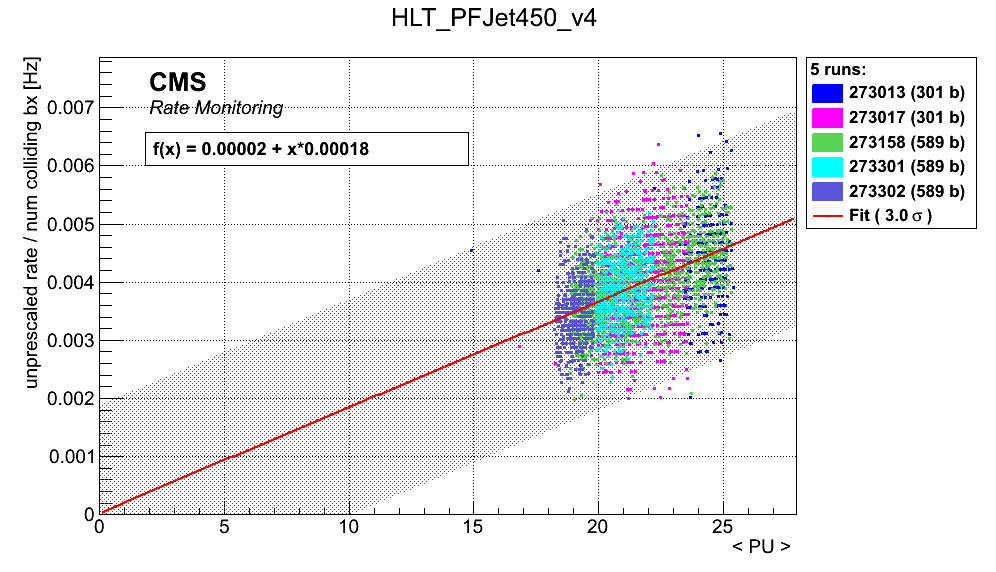 HLT_PFJet450_v4
unprescaled rate / num colliding bx [Hz]
CMS
Rate Monitoring
f(x) = 0.00002 + x*0.00018
0.007
0.006
0.005
0.004
0.003
0.002
0.001
0
0 5 10 15 20 25
< PU >
5 runs:
273013 (301 b)
273017 (301 b)
273158 (589 b)
273301 (589 b)
273302 (589 b)
Fit ( 3.0 σ )